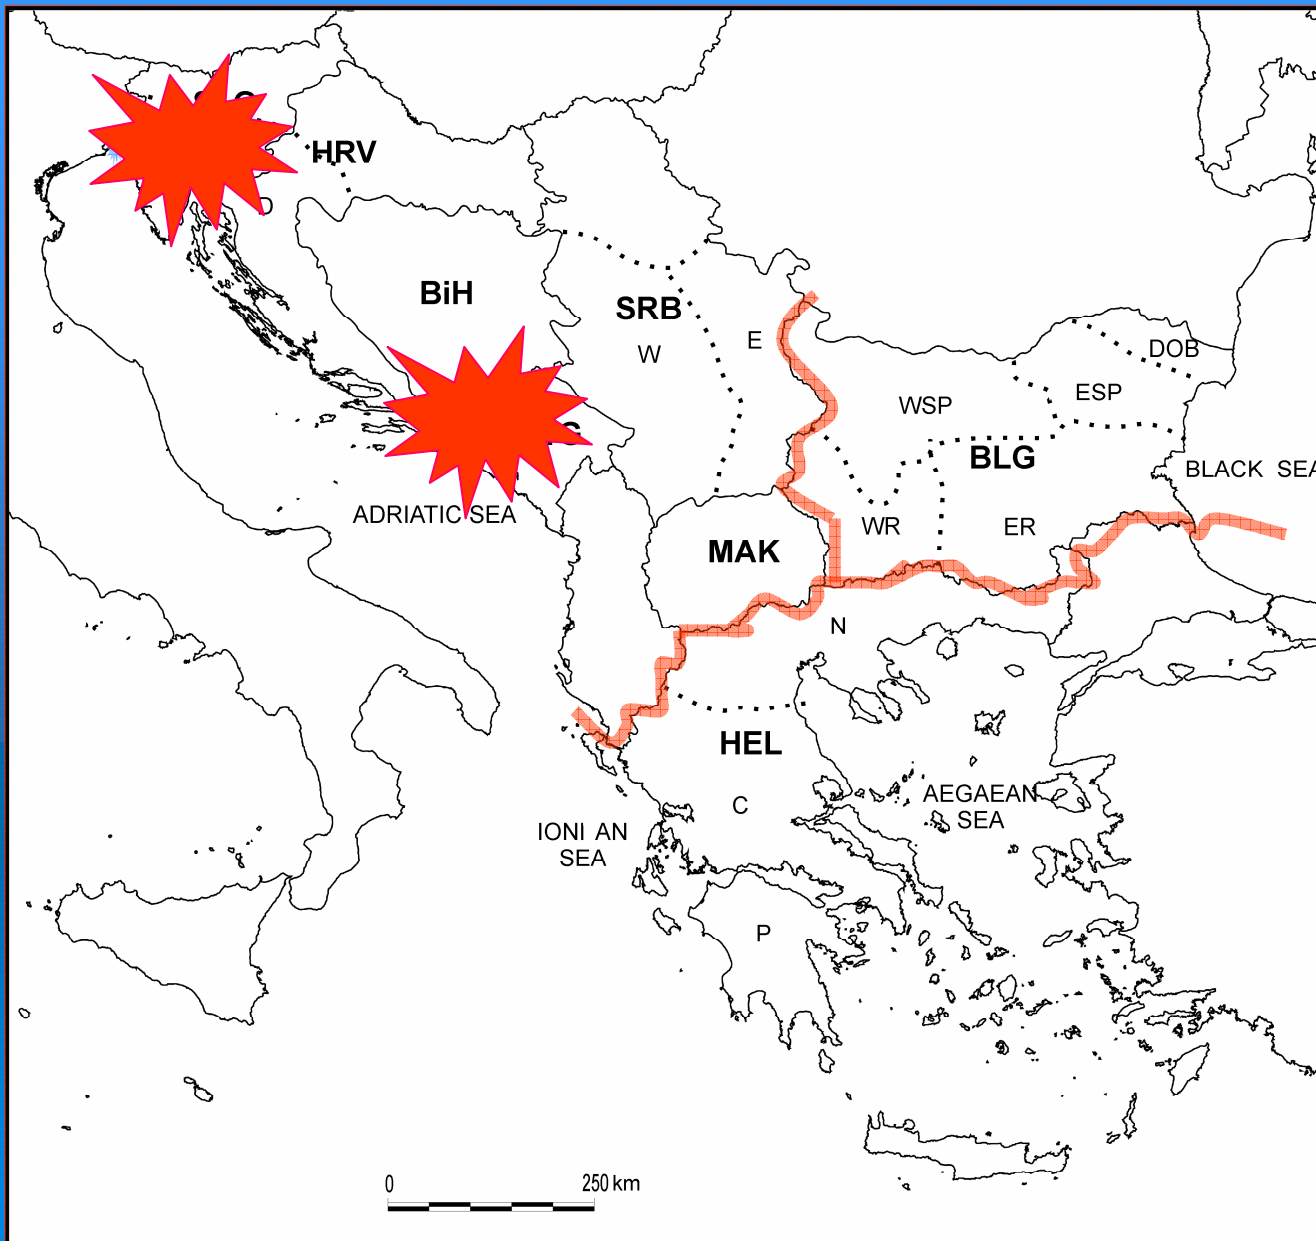 HRV
BiH
SRB
W
E
DOB
ESP
WSP
BLG
BLACK SEA
ADRIATIC SEA
WR
ER
MAK
N
HEL
C
AEGAEAN
SEA
IONI AN
SEA
P
0 250 km